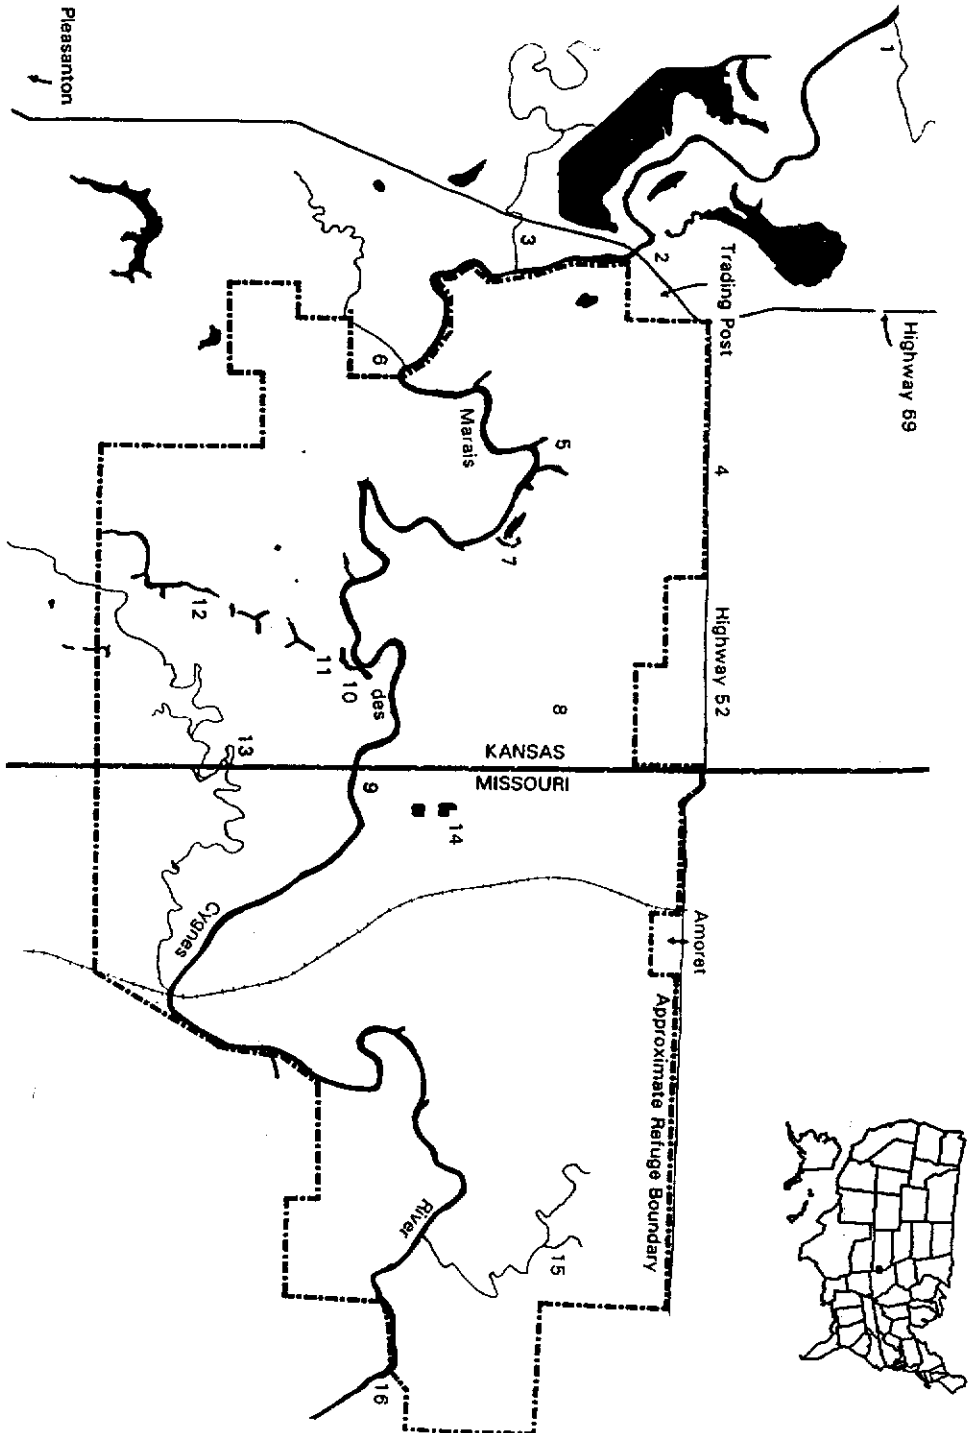 1
Highway 69
2
Trading Post
3
Pleasanton
4
5
6
Marais
7
Highway 52
8
KANSAS
MISSOURI
9
des
10
11
12
13
14
Amoret
Cygnes
Approximate Refuge Boundary
River
15
16